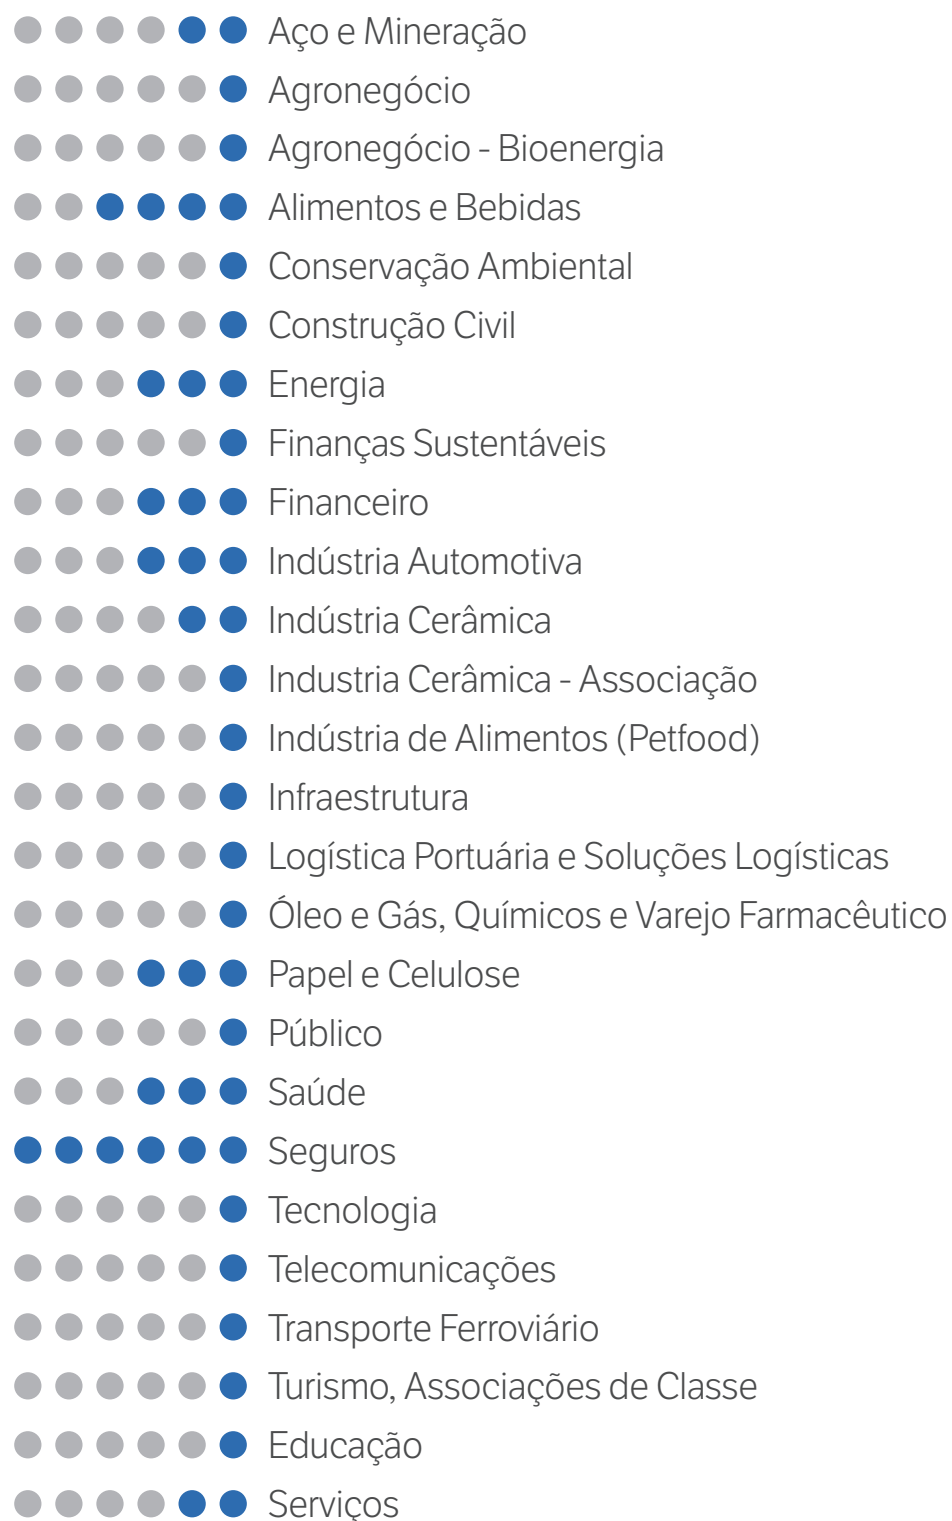 Aço e Mineração
Agronegócio
Agronegócio - Bioenergia
Alimentos e Bebidas
Conservação Ambiental
Construção Civil
Energia
Finanças Sustentáveis
Financeiro
Indústria Automotiva
Indústria Cerâmica
Industria Cerâmica - Associação
Indústria de Alimentos (Petfood)
Infraestrutura
Logística Portuária e Soluções Logísticas
Óleo e Gás, Químicos e Varejo Farmacêutico
Papel e Celulose
Público
Saúde
Seguros
Tecnologia
Telecomunicações
Transporte Ferroviário
Turismo, Associações de Classe
Educação
Serviços